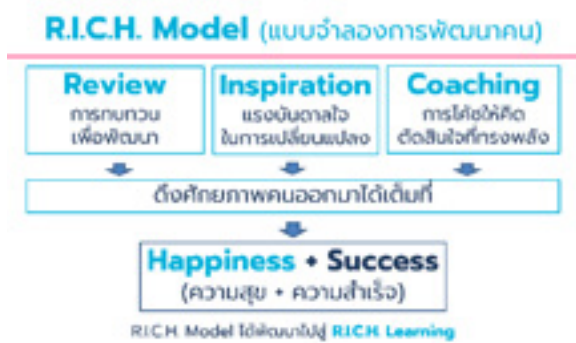 R.I.C.H. Model (แบบจำลองการพัฒนาคน)
Review
การทบทวน
เพื่อพัฒนา
Inspiration
แรงบันดาลใจ
ในการเปลี่ยนแปลง
Coaching
การโค้ชให้คิด
ตัดสินใจที่ทรงพลัง
ดึงศักยภาพคนออกมาได้เต็มที่
Happiness + Success
(ความสุข + ความสำเร็จ)
R.I.C.H. Model ได้พัฒนาไปสู่ R.I.C.H. Learning